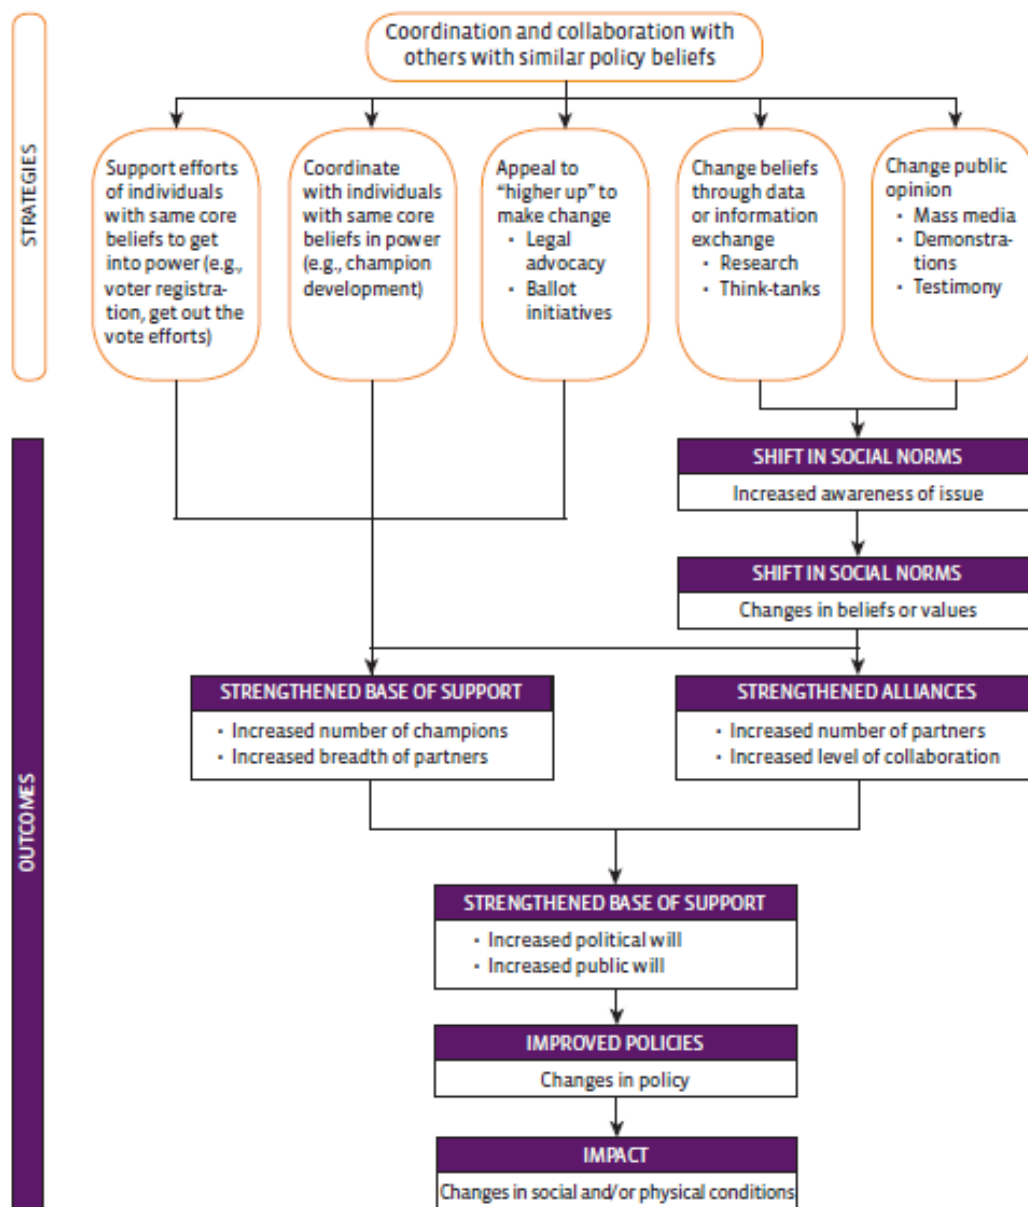 Coordination and collaboration with
others with similar policy beliefs
STRATEGIES
Support efforts
of individuals
with same core
beliefs to get
into power (e.g.,
voter registra-
tion, get out the
vote efforts)
Coordinate
with individuals
with same core
beliefs in power
(e.g., champion
development)
Appeal to
“higher up” to
make change
• Legal
advocacy
• Ballot
initiatives
Change beliefs
through data
or information
exchange
• Research
• Think-tanks
Change public
opinion
• Mass media
• Demonstra-
tions
• Testimony
OUTCOMES
SHIFT IN SOCIAL NORMS
Increased awareness of issue
SHIFT IN SOCIAL NORMS
Changes in beliefs or values
STRENGTHENED BASE OF SUPPORT
• Increased number of champions
• Increased breadth of partners
STRENGTHENED ALLIANCES
• Increased number of partners
• Increased level of collaboration
STRENGTHENED BASE OF SUPPORT
• Increased political will
• Increased public will
IMPROVED POLICIES
Changes in policy
IMPACT
Changes in social and/or physical conditions